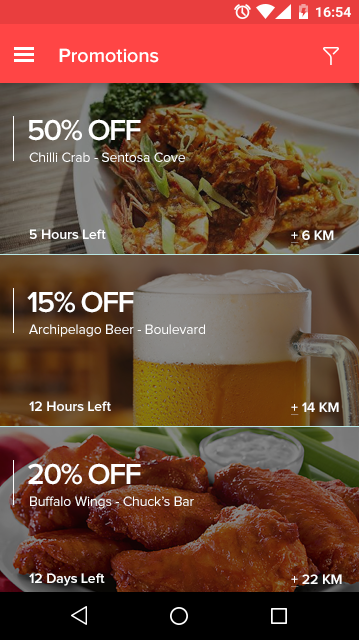 16:54
Promotions
50% OFF
Chilli Crab - Sentosa Cove
5 Hours Left
± 6 KM
15% OFF
Archipelago Beer - Boulevard
12 Hours Left
± 14 KM
20% OFF
Buffalo Wings - Chuck's Bar
12 Days Left
± 22 KM